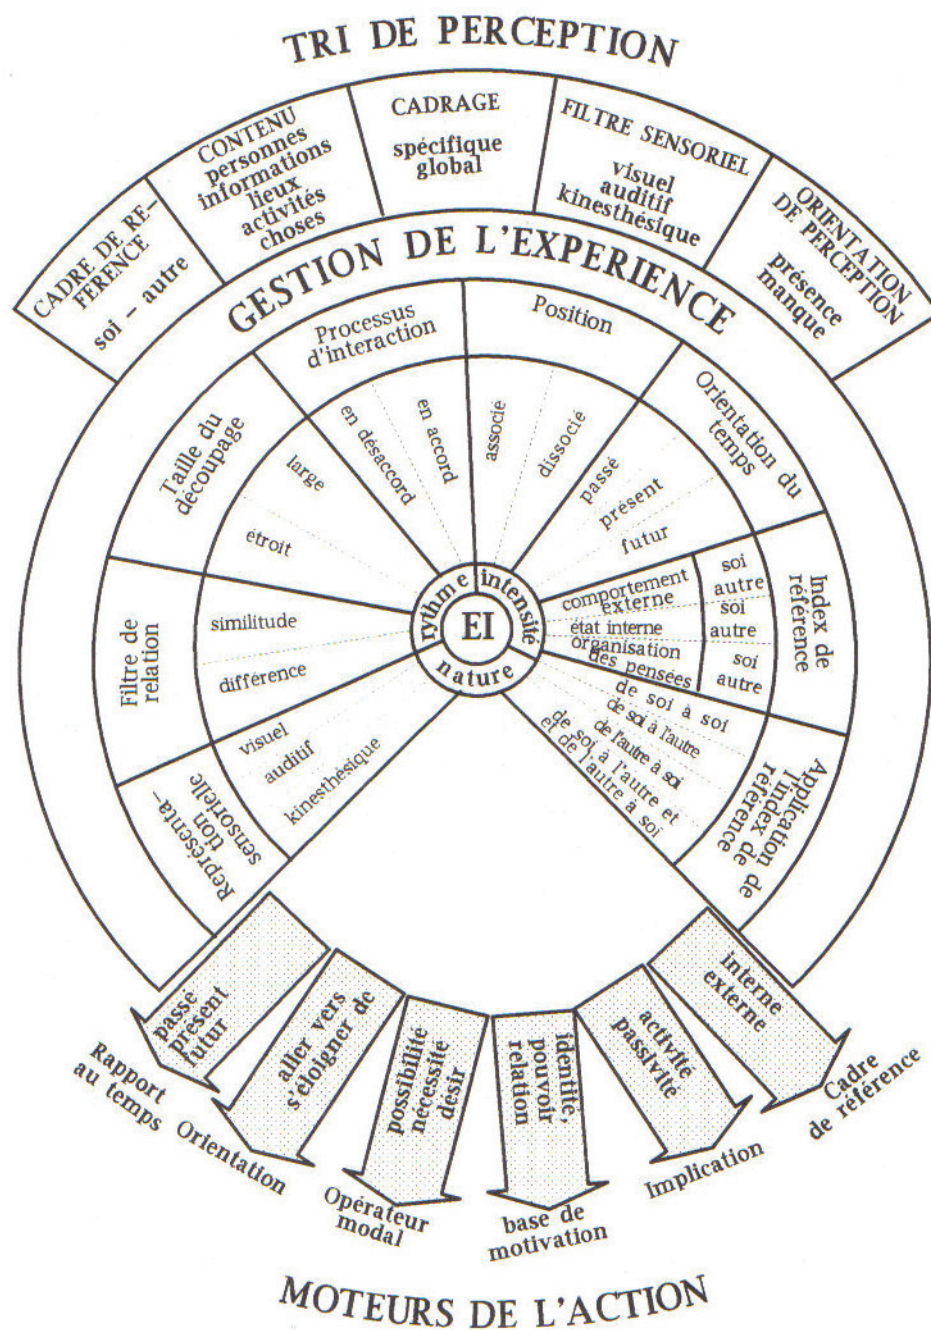 TRI DE PERCEPTION
CADRE DE RE-
FERENCE
soi - autre
CONTENU
personnes
informations
lieux
activités
choses
CADRAGE
spécifique
global
FILTRE SENSORIEL
visuel
auditif
kinesthésique
ORIENTATION
DE PERCEPTION
présence
manque
GESTION DE L'EXPERIENCE
Représenta-
tion
sensorielle
visuel
auditif
kinesthésique
Filtre de
relation
similitude
différence
Taille du
découpage
large
étroit
Processus
d'interaction
en désaccord
en accord
Position
associé
dissocié
Orientation du
temps
passé
présent
futur
Index de
référence
comportement
externe
soi
autre
état interne
soi
autre
organisation
des pensées
soi
autre
Application de
l'index de
référence
de soi à soi
de soi à l'autre
de l'autre à soi
de soi à l'autre et
et de l'autre à soi
rythme
intensité
nature
EI
passé
présent
futur
Rapport
au temps
aller vers
s'éloigner de
Orientation
possibilité
nécessité
désir
Opérateur
modal
identité,
pouvoir
relation
base de
motivation
activité
passivité
Implication
interne
externe
Cadre
de référence
MOTEURS DE L'ACTION